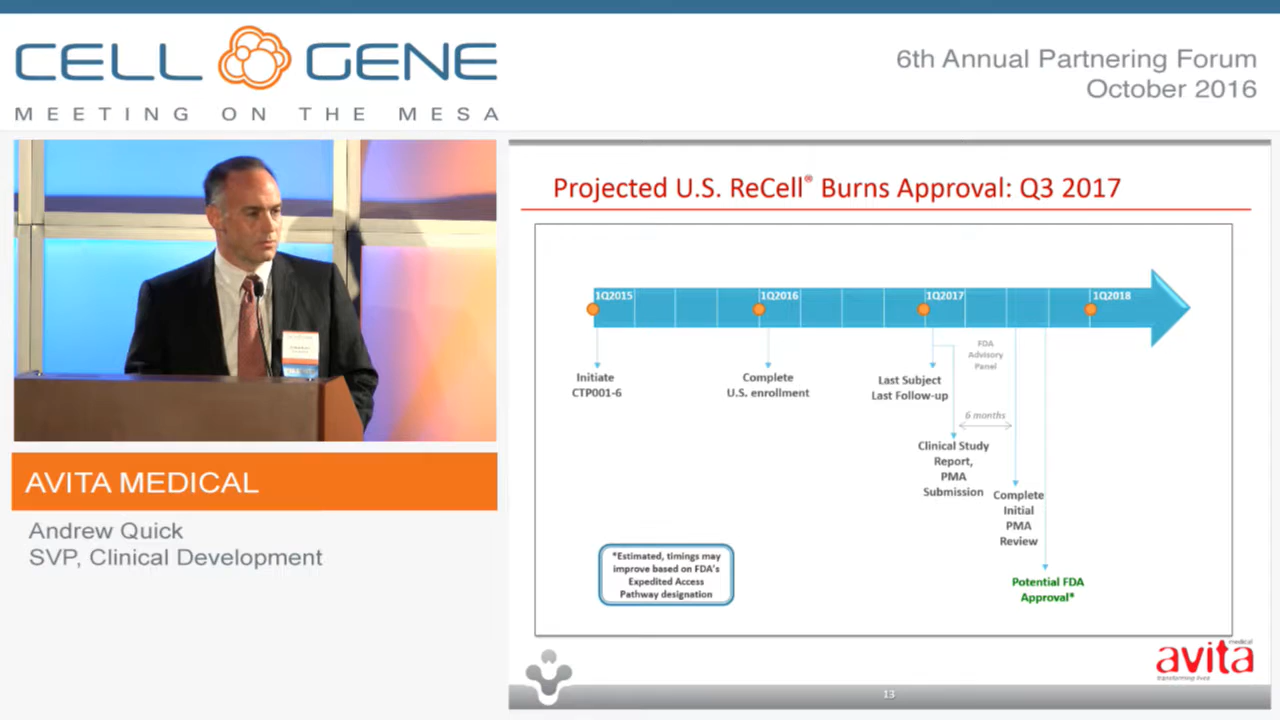 CELL GENE
MEETING ON THE MESA
6th Annual Partnering Forum
October 2016
AVITA MEDICAL
Andrew Quick
SVP, Clinical Development
Projected U.S. ReCell® Burns Approval: Q3 2017
1Q2015
1Q2016
1Q2017
1Q2018
Initiate
CTP001-6
Complete
U.S. enrollment
Last Subject
Last Follow-up
FDA
Advisory
Panel
6 months
Clinical Study
Report,
PMA
Submission
Complete
Initial
PMA
Review
Potential FDA
Approval*
*Estimated, timings may
improve based on FDA's
Expedited Access
Pathway designation
medical
avita
transforming lives
13